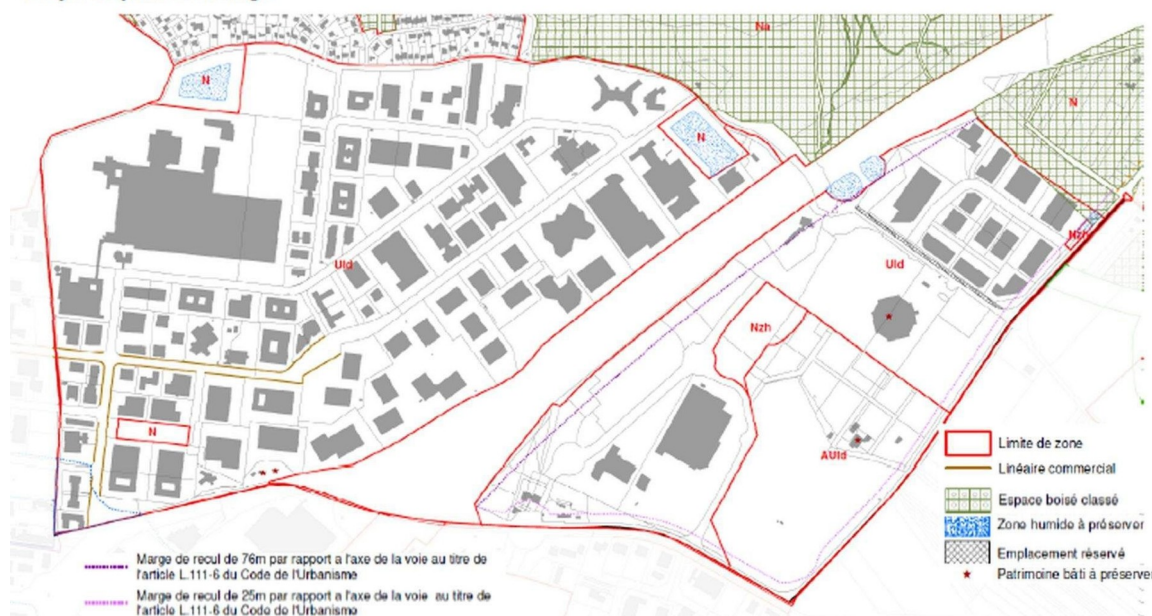 Na
N
N
N
Nzh
UId
UId
Nzh
AUId
N
Limite de zone
Linéaire commercial
Espace boisé classé
Zone humide à préserver
Emplacement réservé
Patrimoine bâti à préserver
Marge de recul de 76m par rapport a l'axe de la voie au titre de
l'article L.111-6 du Code de l'Urbanisme
Marge de recul de 25m par rapport a l'axe de la voie au titre de
l'article L.111-6 du Code de l'Urbanisme